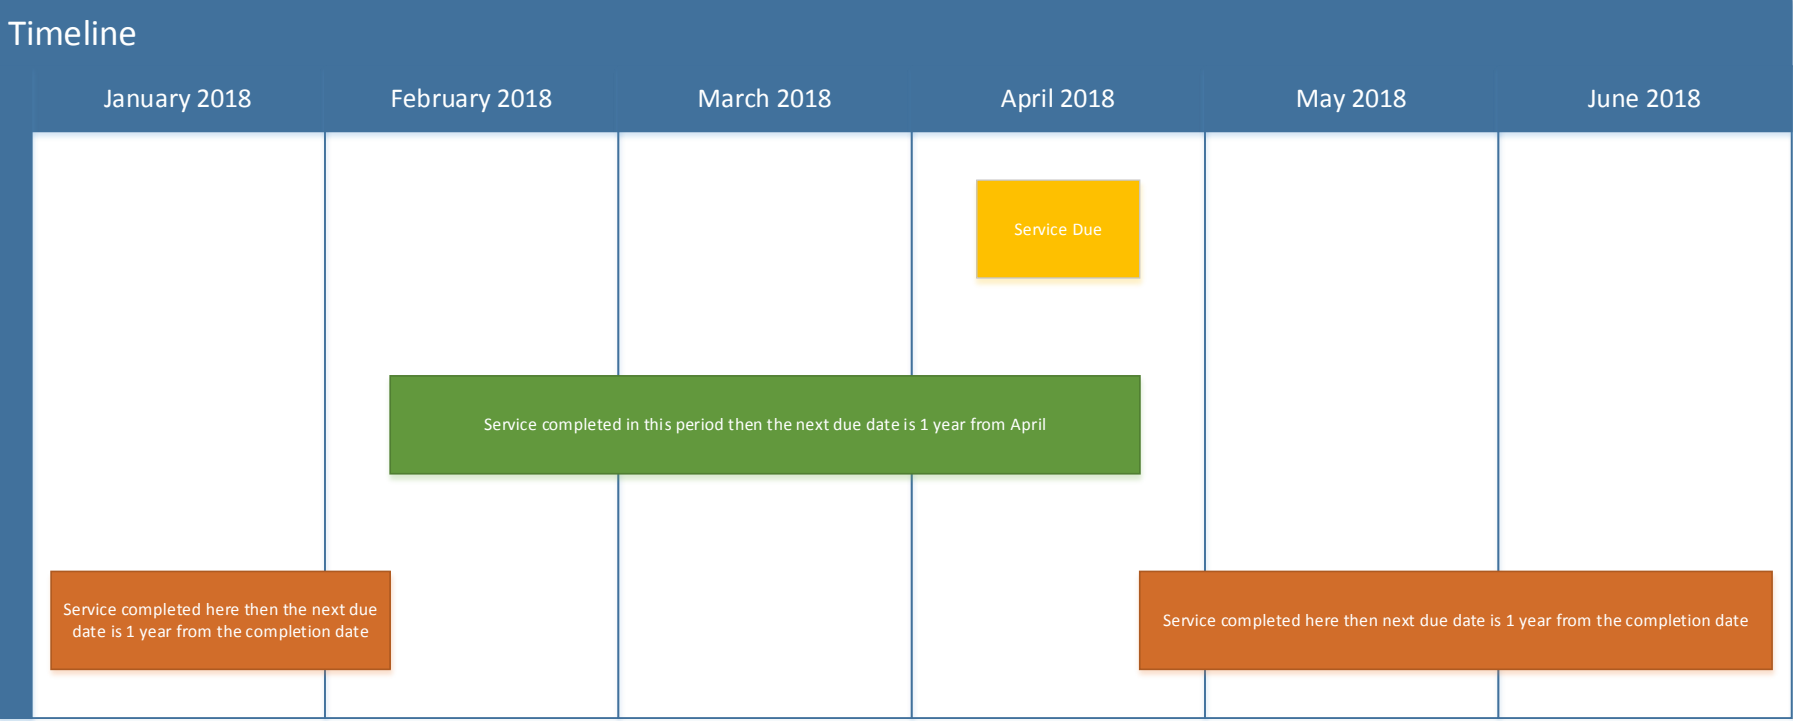 Timeline
January 2018
February 2018
March 2018
April 2018
May 2018
June 2018
Service Due
Service completed in this period then the next due date is 1 year from April
Service completed here then the next due
date is 1 year from the completion date
Service completed here then next due date is 1 year from the completion date